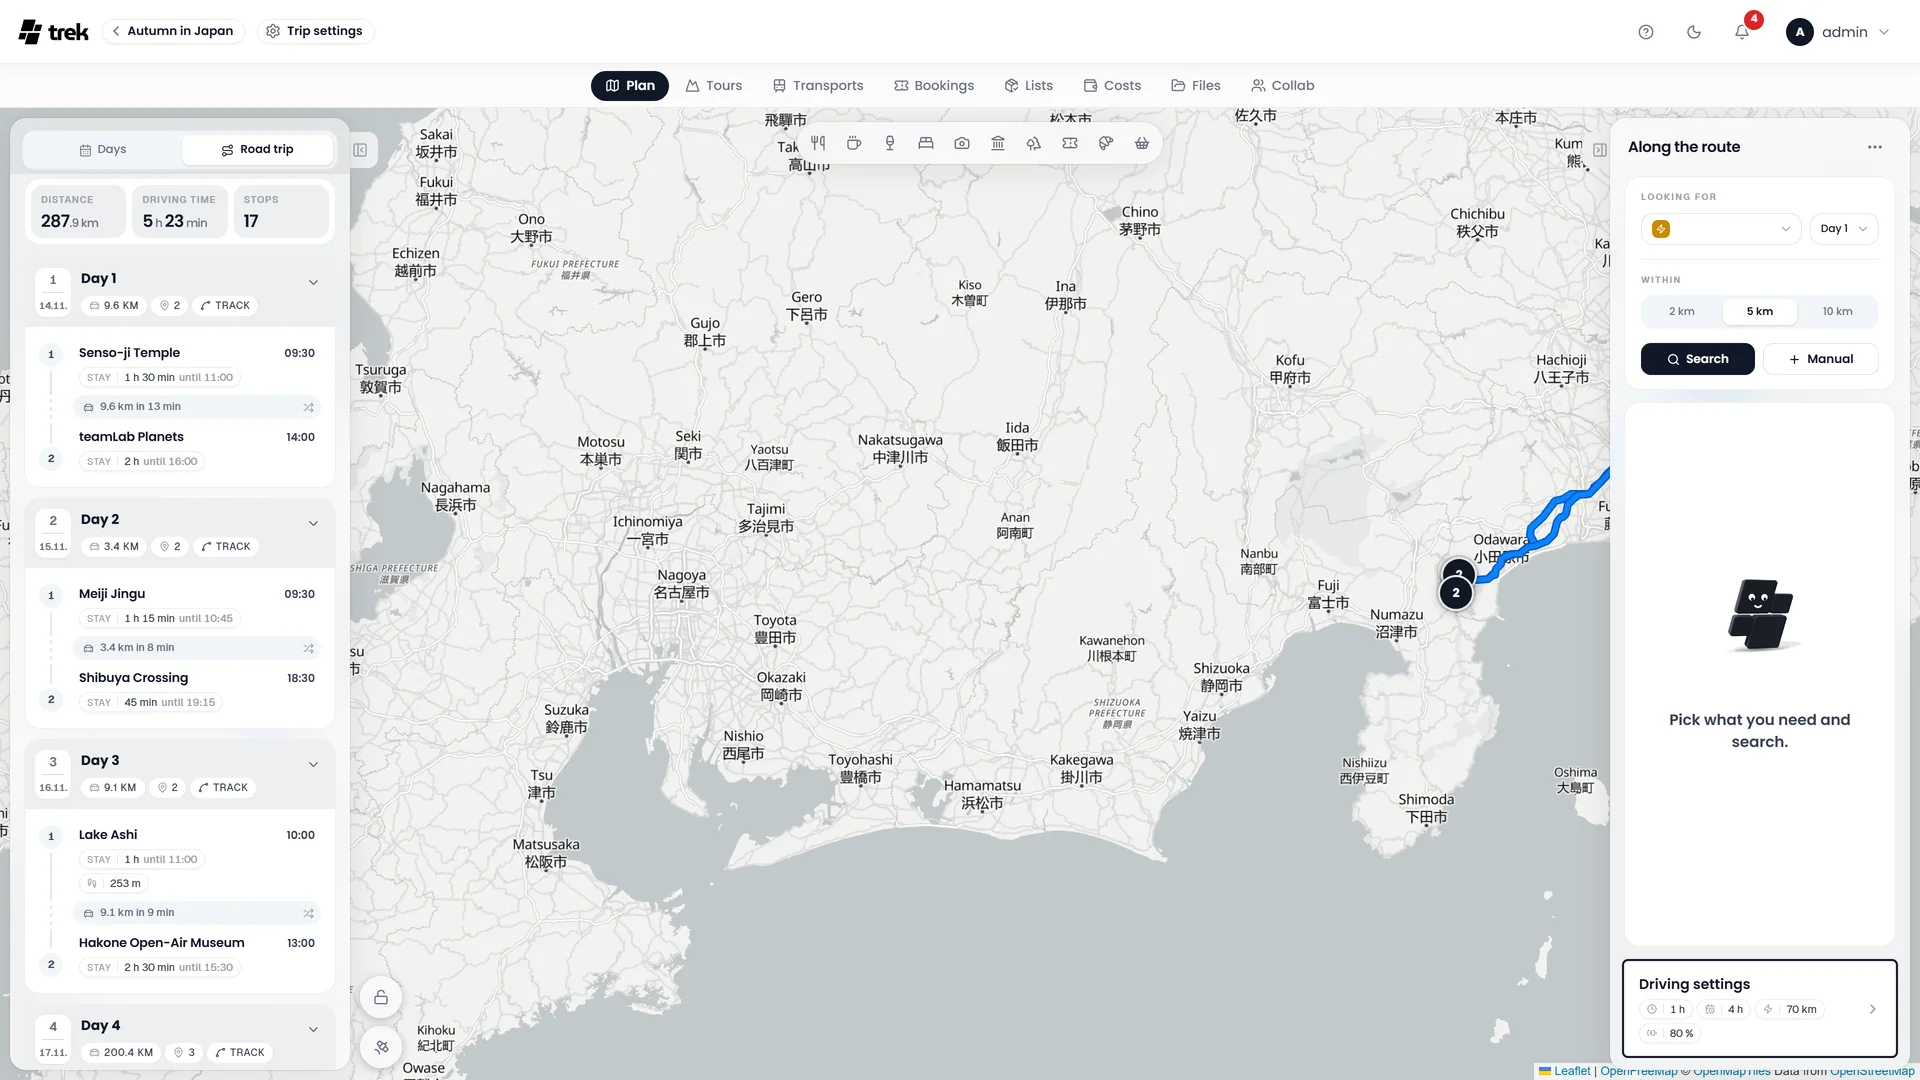 trek
Autumn in Japan
Trip settings
4
A
admin
Plan
Tours
Transports
Bookings
Lists
Costs
Files
Collab
Days
Road trip
DISTANCE
287.9 km
DRIVING TIME
5 h 23 min
STOPS
17
1
14.11.
Day 1
9.6 KM
2
TRACK
1
Senso-ji Temple
09:30
STAY 1 h 30 min until 11:00
9.6 km in 13 min
teamLab Planets
14:00
2
STAY 2 h until 16:00
2
15.11.
Day 2
3.4 KM
2
TRACK
1
Meiji Jingu
09:30
STAY 1 h 15 min until 10:45
3.4 km in 8 min
Shibuya Crossing
18:30
2
STAY 45 min until 19:15
3
16.11.
Day 3
9.1 KM
2
TRACK
1
Lake Ashi
10:00
STAY 1 h until 11:00
253 m
9.1 km in 9 min
Hakone Open-Air Museum
13:00
2
STAY 2 h 30 min until 15:30
4
17.11.
Day 4
200.4 KM
3
TRACK
飛騨市
松本市
佐久市
本庄市
Sakai
坂井市
高山市
Fukui
福井市
Ono
大野市
Chino
茅野市
Chichibu
秩父市
Echizen
越前市
FUKUI PREFECTURE
福井県
Kiso
木曽町
Ina
伊那市
Gero
下呂市
Gujo
郡上市
Tsuruga
敦賀市
Kofu
甲府市
Hachioji
八王子市
Motosu
本巣市
Seki
関市
Yaotsu
八百津町
Nakatsugawa
中津川市
Iida
飯田市
Nagahama
長浜市
Ichinomiya
一宮市
Tajimi
多治見市
Anan
阿南町
Odawara
小田原市
Nanbu
南部町
SHIGA PREFECTURE
滋賀県
Nagoya
名古屋市
Fuji
富士市
2
Numazu
沼津市
Toyota
豊田市
Kawanehon
川根本町
Shizuoka
静岡市
Okazaki
岡崎市
SHIZUOKA
PREFECTURE
静岡県
Suzuka
鈴鹿市
Yaizu
焼津市
Nishio
西尾市
Toyohashi
豊橋市
Kakegawa
掛川市
Nishiizu
西伊豆町
Oshima
大島町
Tsu
津市
Hamamatsu
浜松市
Shimoda
下田市
Matsusaka
松阪市
Kihoku
紀北町
Owase
Along the route
LOOKING FOR
Day 1
WITHIN
2 km
5 km
10 km
Search
Manual
Pick what you need and
search.
Driving settings
1 h
4 h
70 km
80 %
Leaflet | OpenFreeMap © OpenMapTiles Data from OpenStreetMap